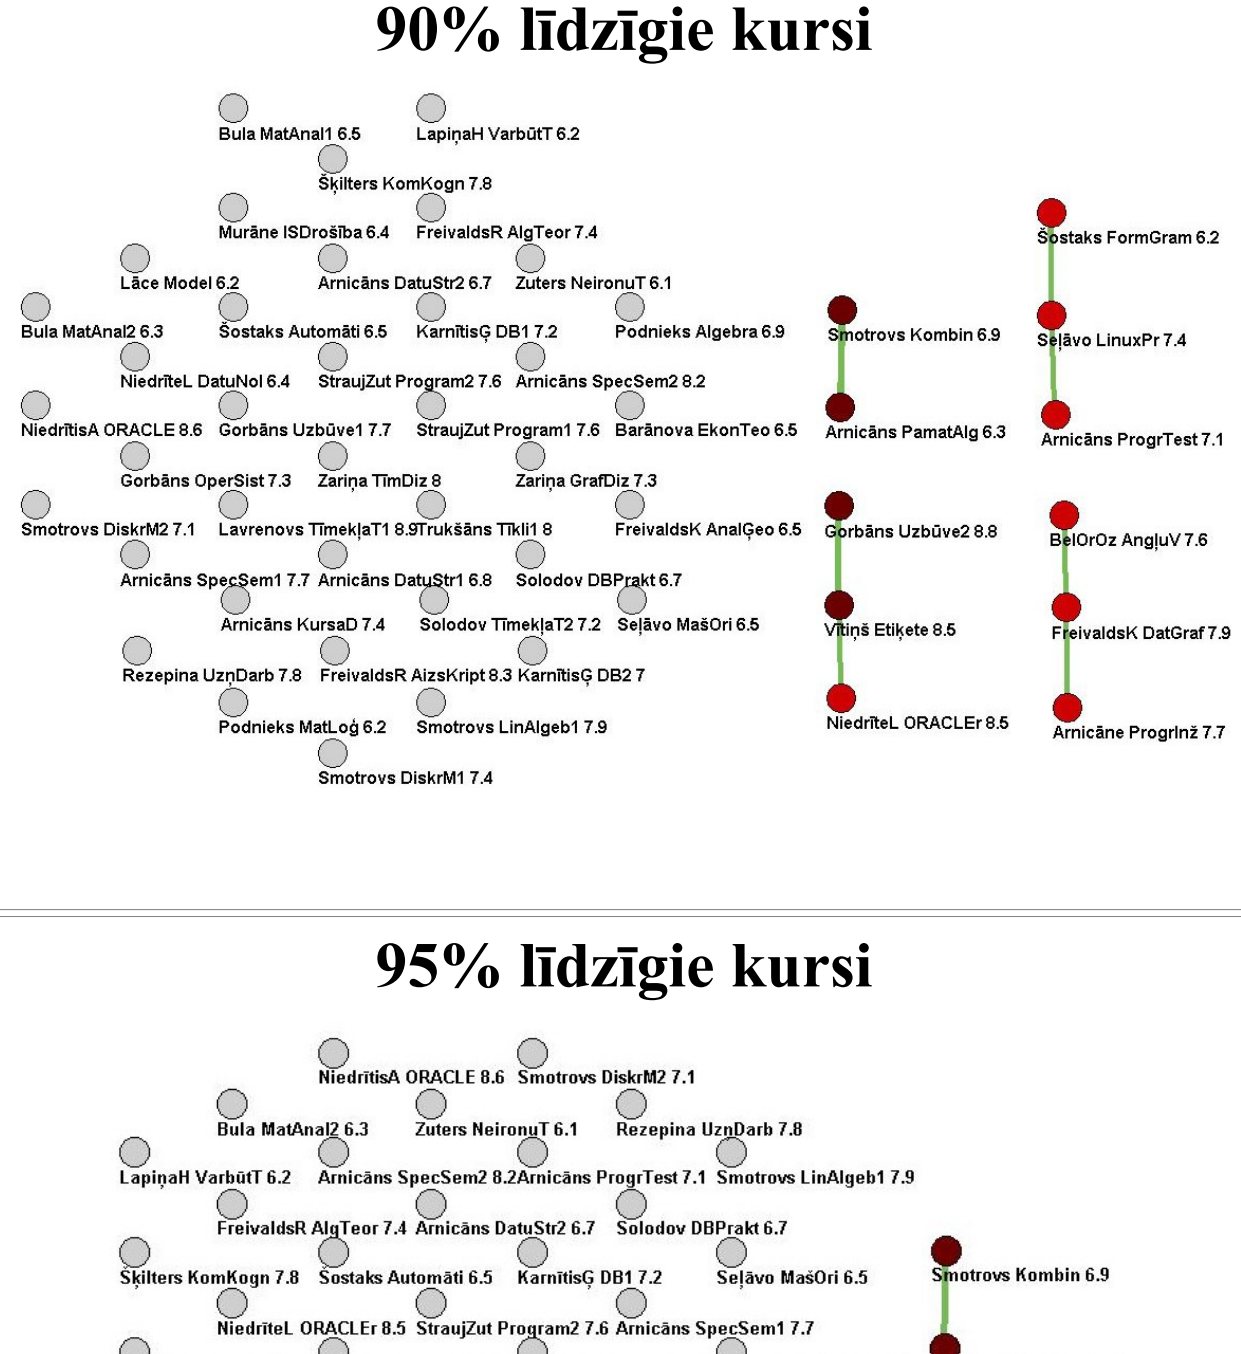 90% līdzīgie kursi
Bula MatAnal1 6.5 LapiņaH VarbūtT 6.2
Šķilters KomKogn 7.8
Murāne ISDrošība 6.4 FreivaldsR AlgTeor 7.4
Šostaks FormGram 6.2
Lāce Model 6.2 Arnicāns DatuStr2 6.7 Zuters NeironuT 6.1
Bula MatAnal2 6.3 Šostaks Automāti 6.5 KarnītisĢ DB1 7.2 Podnieks Algebra 6.9 Smotrovs Kombin 6.9
Seļāvo LinuxPr 7.4
NiedrīteL DatuNol 6.4 StraujZut Program2 7.6 Arnicāns SpecSem2 8.2
NiedrītisA ORACLE 8.6 Gorbāns Uzbūve1 7.7 StraujZut Program1 7.6 Barānova EkonTeo 6.5 Arnicāns PamatAlg 6.3
Arnicāns ProgrTest 7.1
Gorbāns OperSist 7.3 Zariņa TīmDiz 8 Zariņa GrafDiz 7.3
Smotrovs DiskrM2 7.1 Lavrenovs TīmekļaT1 8.9 Trukšāns Tīkli1 8 FreivaldsK AnalĢeo 6.5 Gorbāns Uzbūve2 8.8
BelOrOz AngļuV 7.6
Arnicāns SpecSem1 7.7 Arnicāns DatuStr1 6.8 Solodov DBPrakt 6.7
Arnicāns KursaD 7.4 Solodov TīmekļaT2 7.2 Seļāvo MašOri 6.5 Vītiņš Etiķete 8.5
FreivaldsK DatGraf 7.9
Rezepina UzņDarb 7.8 FreivaldsR AizsKript 8.3 KarnītisĢ DB2 7
Podnieks MatLoģ 6.2 Smotrovs LinAlgeb1 7.9 NiedrīteL ORACLEr 8.5
Arnicāne ProgrInž 7.7
Smotrovs DiskrM1 7.4
95% līdzīgie kursi
NiedrītisA ORACLE 8.6 Smotrovs DiskrM2 7.1
Bula MatAnal2 6.3 Zuters NeironuT 6.1 Rezepina UzņDarb 7.8
LapiņaH VarbūtT 6.2 Arnicāns SpecSem2 8.2 Arnicāns ProgrTest 7.1 Smotrovs LinAlgeb1 7.9
FreivaldsR AlgTeor 7.4 Arnicāns DatuStr2 6.7 Solodov DBPrakt 6.7
Šķilters KomKogn 7.8 Šostaks Automāti 6.5 KarnītisĢ DB1 7.2 Seļāvo MašOri 6.5 Smotrovs Kombin 6.9
NiedrīteL ORACLEr 8.5 StraujZut Program2 7.6 Arnicāns SpecSem1 7.7